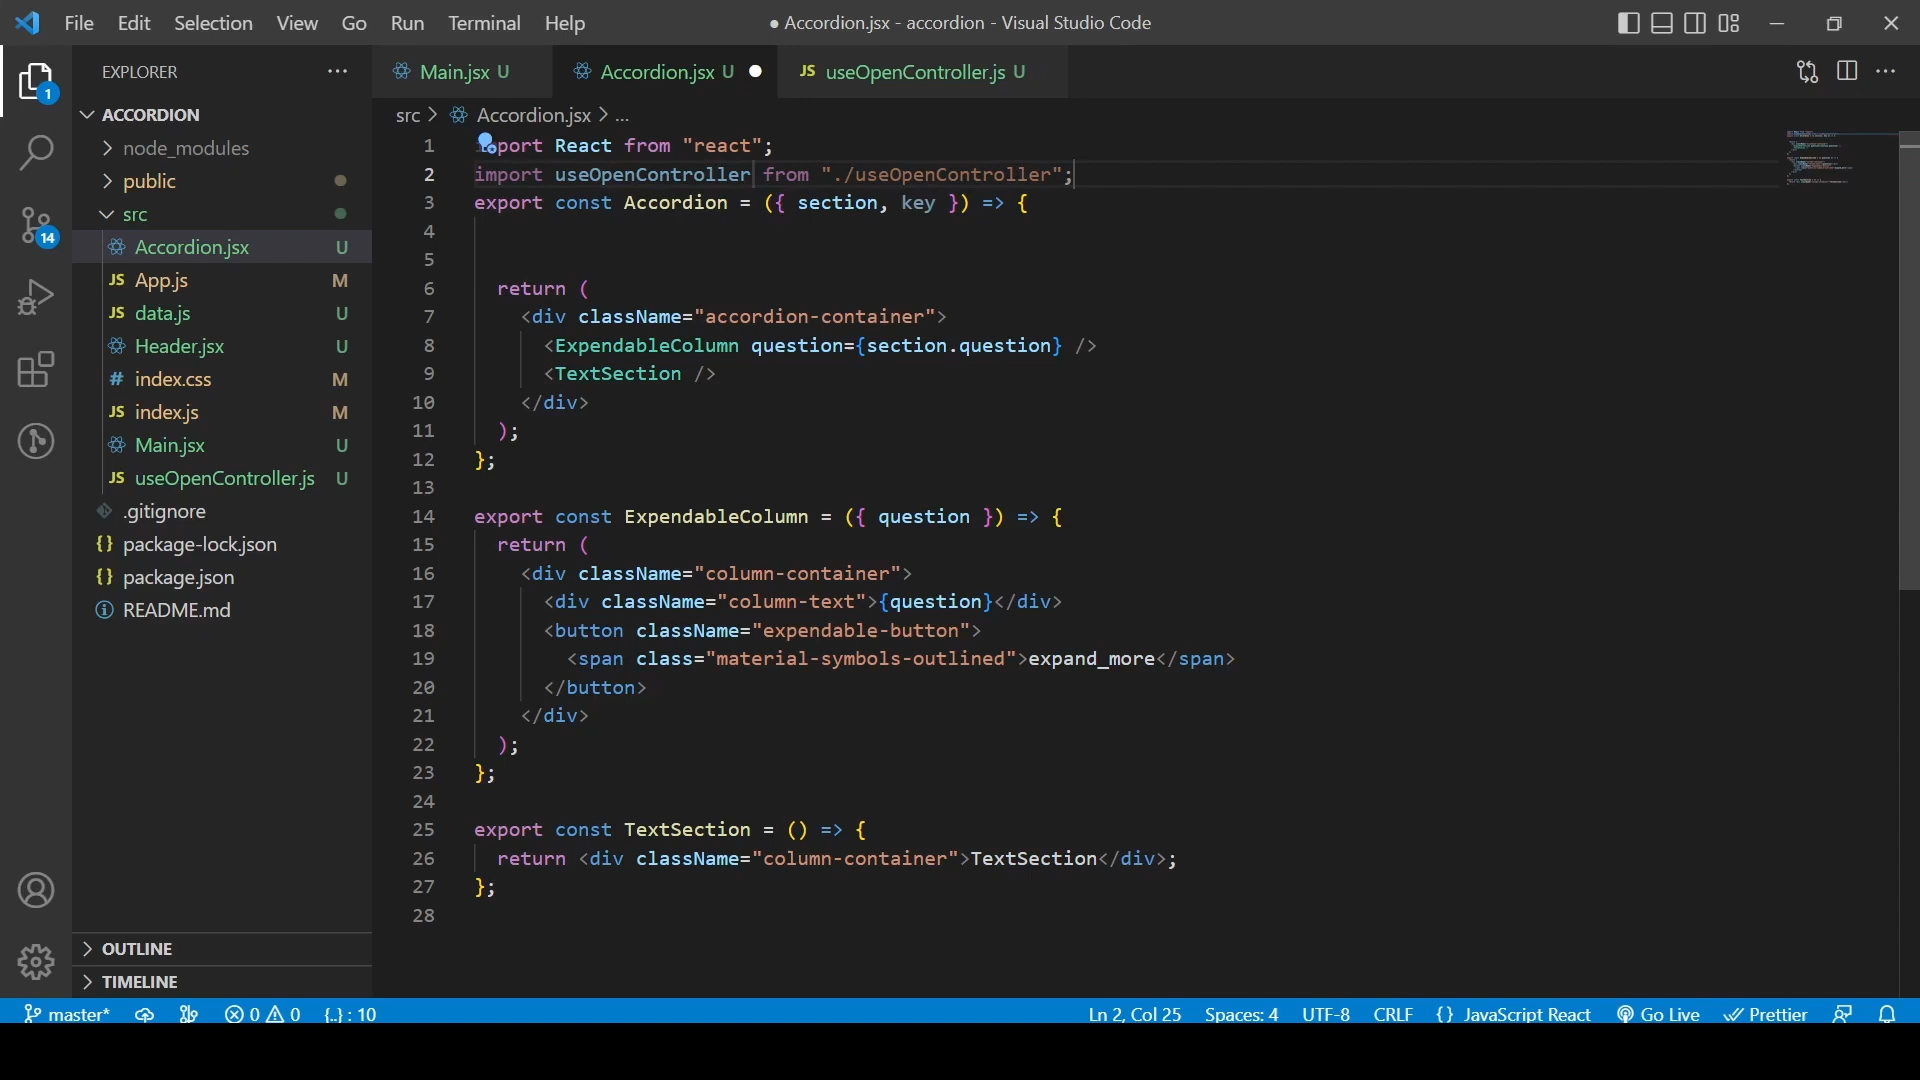 File Edit Selection View Go Run Terminal Help
● Accordion.jsx - accordion - Visual Studio Code
EXPLORER
Main.jsx U
Accordion.jsx U
JS useOpenController.js U
1
14
ACCORDION
node_modules
public
src
Accordion.jsx U
JS App.js M
JS data.js U
Header.jsx U
# index.css M
JS index.js M
Main.jsx U
JS useOpenController.js U
.gitignore
{} package-lock.json
{} package.json
README.md
OUTLINE
TIMELINE
src > Accordion.jsx > ...
1 import React from "react";
2 import useOpenController from "./useOpenController";
3 export const Accordion = ({ section, key }) => {
4
5
6 return (
7 <div className="accordion-container">
8 <ExpendableColumn question={section.question} />
9 <TextSection />
10 </div>
11 );
12 };
13
14 export const ExpendableColumn = ({ question }) => {
15 return (
16 <div className="column-container">
17 <div className="column-text">{question}</div>
18 <button className="expendable-button">
19 <span class="material-symbols-outlined">expand_more</span>
20 </button>
21 </div>
22 );
23 };
24
25 export const TextSection = () => {
26 return <div className="column-container">TextSection</div>;
27 };
28
master* 0 0 {..} : 10
Ln 2, Col 25 Spaces: 4 UTF-8 CRLF {} JavaScript React Go Live Prettier